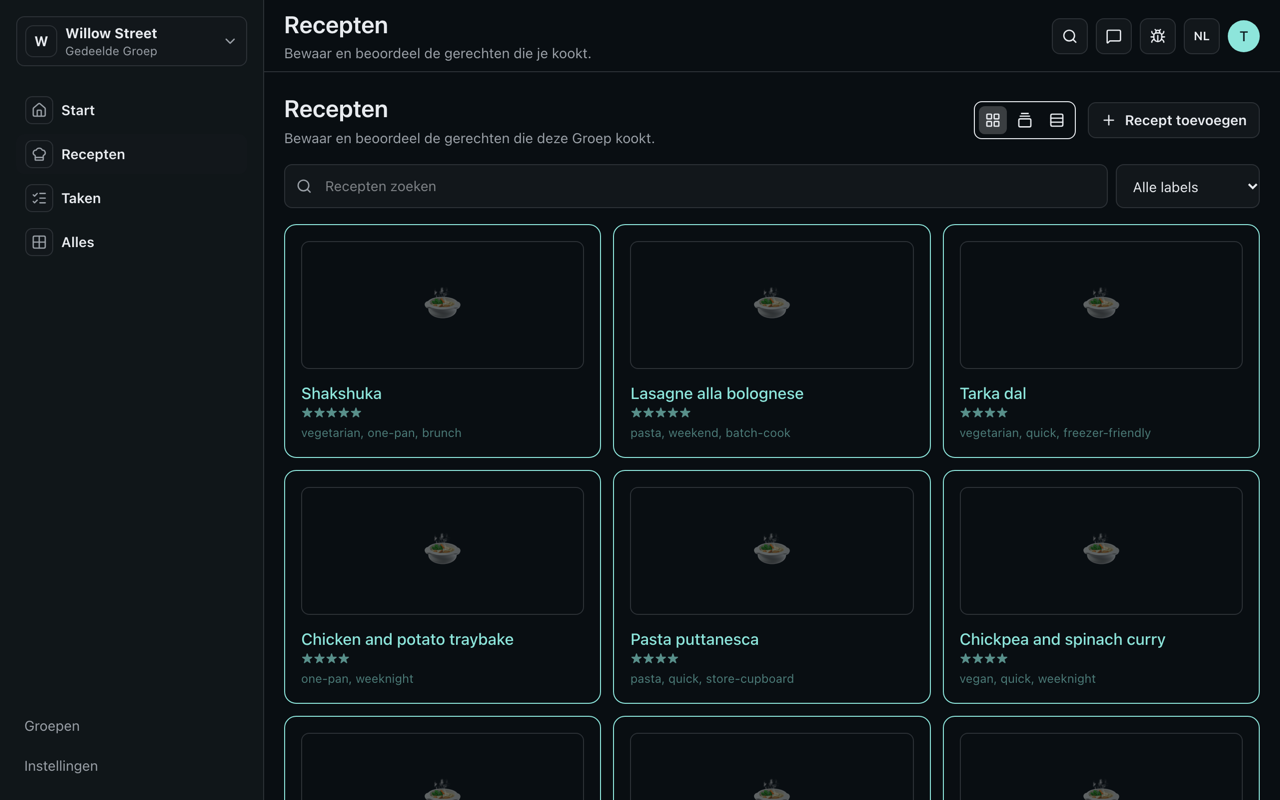 W
Willow Street
Gedeelde Groep
Start
Recepten
Taken
Alles
Groepen
Instellingen
Recepten
Bewaar en beoordeel de gerechten die je kookt.
NL
T
Recepten
Bewaar en beoordeel de gerechten die deze Groep kookt.
Recept toevoegen
Recepten zoeken
Alle labels
Shakshuka
★★★★★
vegetarian, one-pan, brunch
Lasagne alla bolognese
★★★★★
pasta, weekend, batch-cook
Tarka dal
★★★★
vegetarian, quick, freezer-friendly
Chicken and potato traybake
★★★★
one-pan, weeknight
Pasta puttanesca
★★★★
pasta, quick, store-cupboard
Chickpea and spinach curry
★★★★
vegan, quick, weeknight